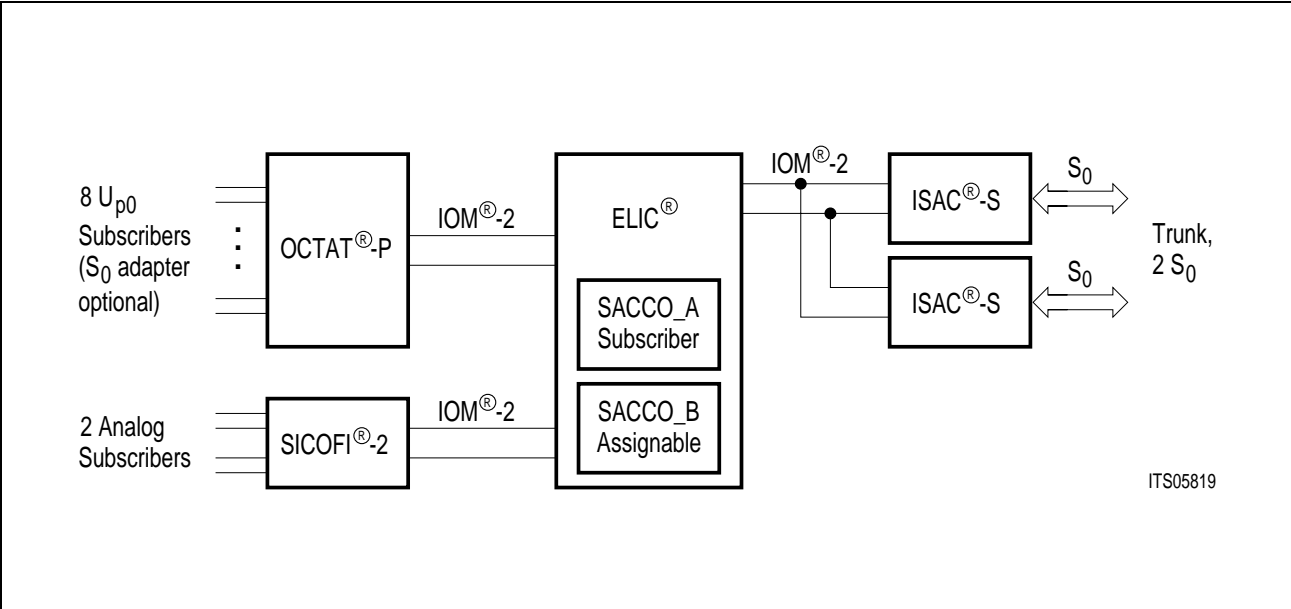 8 Up0
Subscribers
(S0 adapter
optional)
OCTAT®-P
IOM®-2
ELIC®
SACCO_A
Subscriber
SACCO_B
Assignable
IOM®-2
ISAC®-S
S0
ISAC®-S
S0
Trunk,
2 S0
2 Analog
Subscribers
SICOFI®-2
IOM®-2
ITS05819